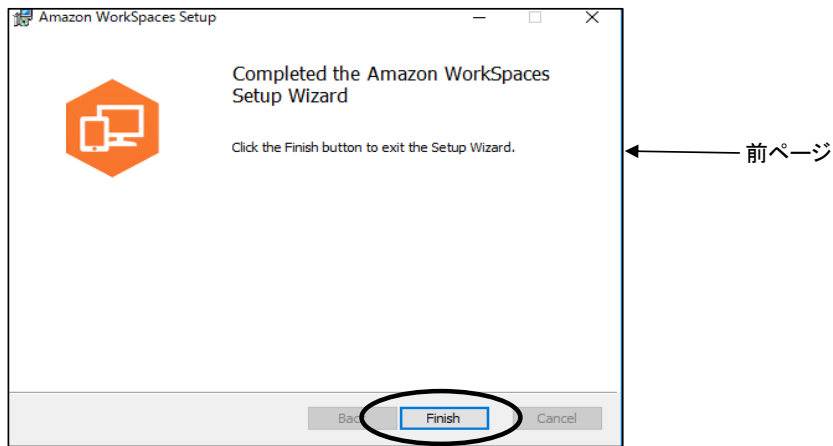 Amazon WorkSpaces Setup
Completed the Amazon WorkSpaces
Setup Wizard
Click the Finish button to exit the Setup Wizard.
前ページ
Back Finish Cancel